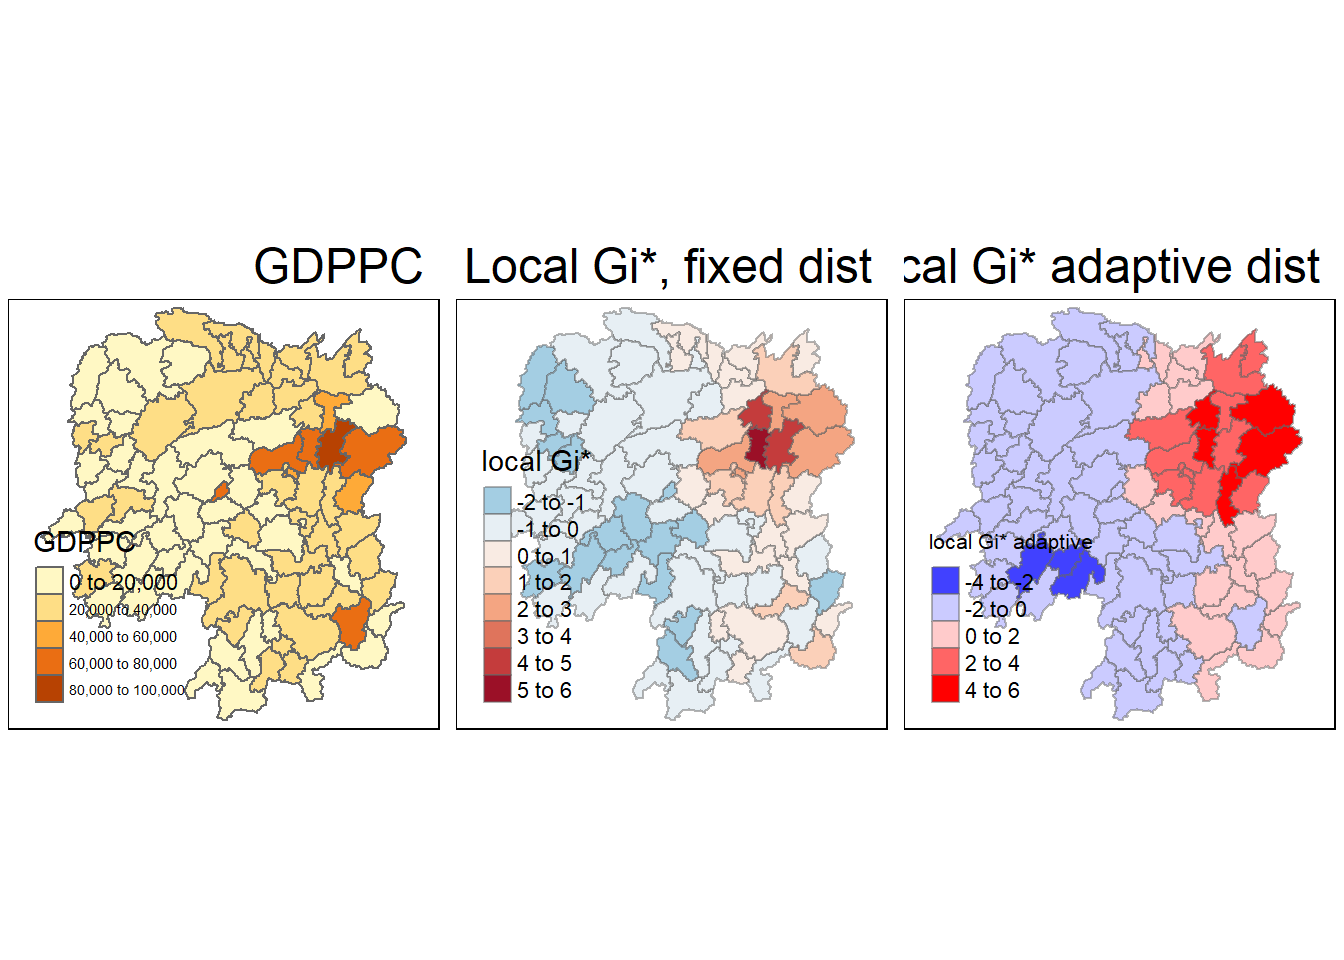 GDPPC
GDPPC
0 to 20,000
20,000 to 40,000
40,000 to 60,000
60,000 to 80,000
80,000 to 100,000
Local Gi*, fixed dist
local Gi*
-2 to -1
-1 to 0
0 to 1
1 to 2
2 to 3
3 to 4
4 to 5
5 to 6
cal Gi* adaptive dist
local Gi* adaptive
-4 to -2
-2 to 0
0 to 2
2 to 4
4 to 6